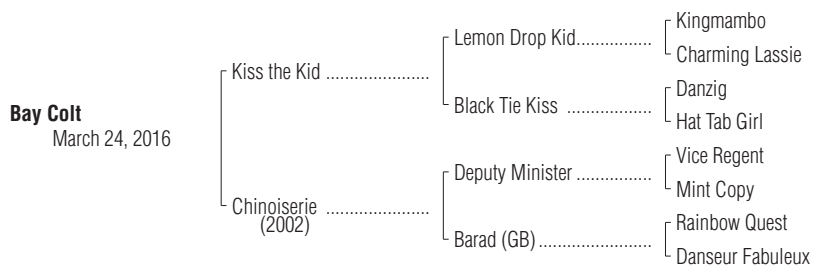 Kingmambo
Lemon Drop Kid................
Charming Lassie
Kiss the Kid ......................
Danzig
Black Tie Kiss ..................
Hat Tab Girl
Bay Colt
March 24, 2016
Vice Regent
Deputy Minister ................
Mint Copy
Chinoiserie ......................
(2002)
Rainbow Quest
Barad (GB)........................
Danseur Fabuleux